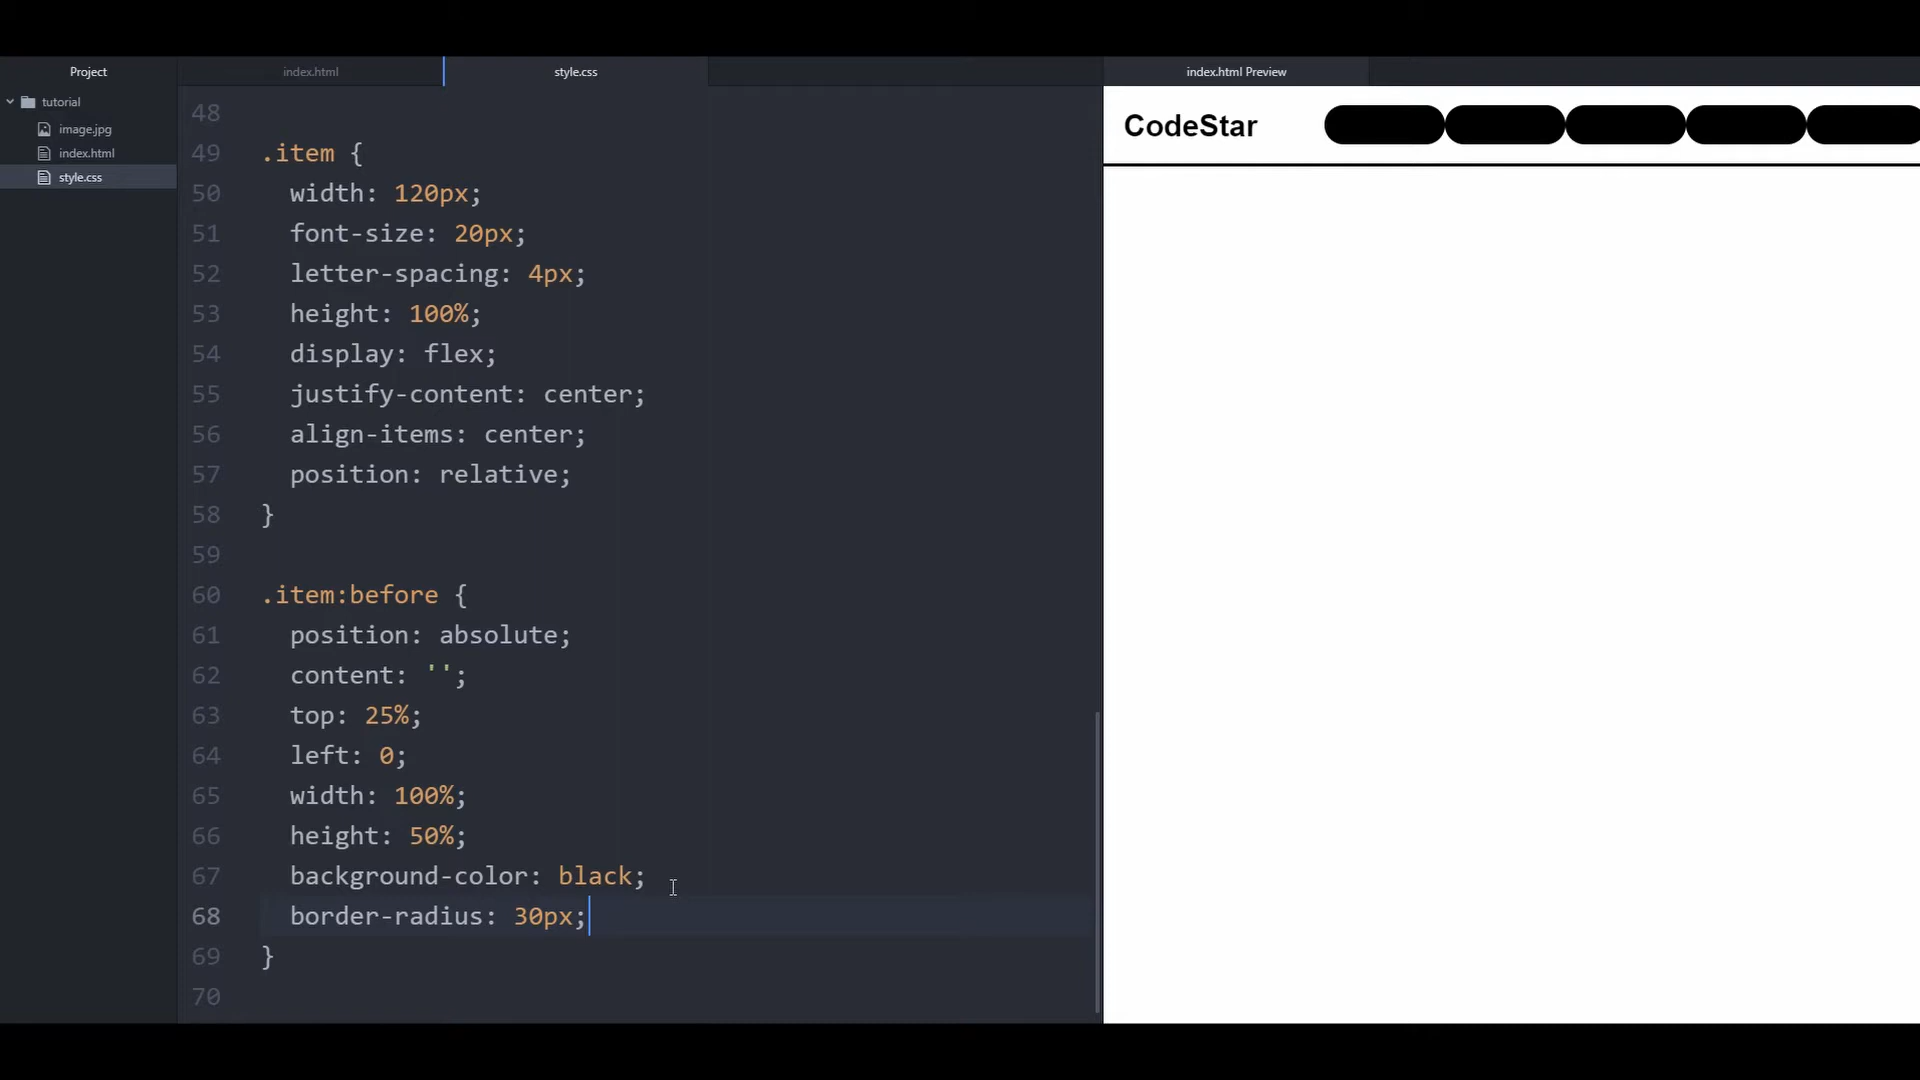 Project
tutorial
image.jpg
index.html
style.css
index.html
style.css
48
49 .item {
50 width: 120px;
51 font-size: 20px;
52 letter-spacing: 4px;
53 height: 100%;
54 display: flex;
55 justify-content: center;
56 align-items: center;
57 position: relative;
58 }
59
60 .item:before {
61 position: absolute;
62 content: '';
63 top: 25%;
64 left: 0;
65 width: 100%;
66 height: 50%;
67 background-color: black;
68 border-radius: 30px;
69 }
70
index.html Preview
CodeStar